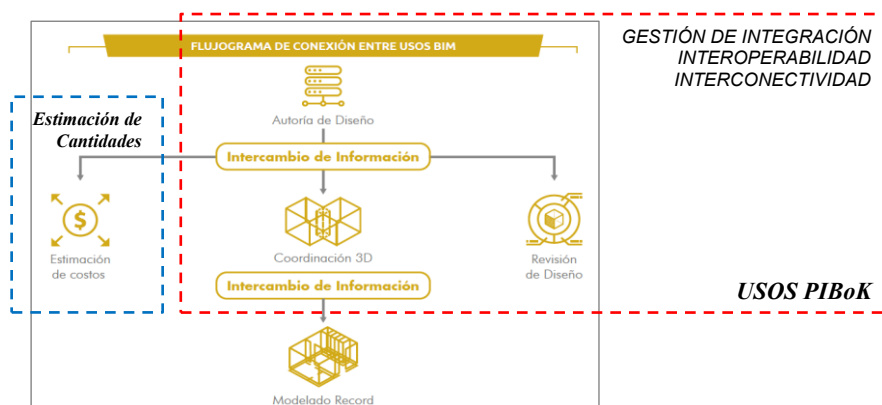 GESTIÓN DE INTEGRACIÓN
INTEROPERABILIDAD
INTERCONECTIVIDAD
FLUJOGRAMA DE CONEXIÓN ENTRE USOS BIM
Autoría de Diseño
Estimación de
Cantidades
Intercambio de Información
$
Estimación
de costos
Coordinación 3D
Revisión
de Diseño
Intercambio de Información
USOS PIBoK
Modelado Record